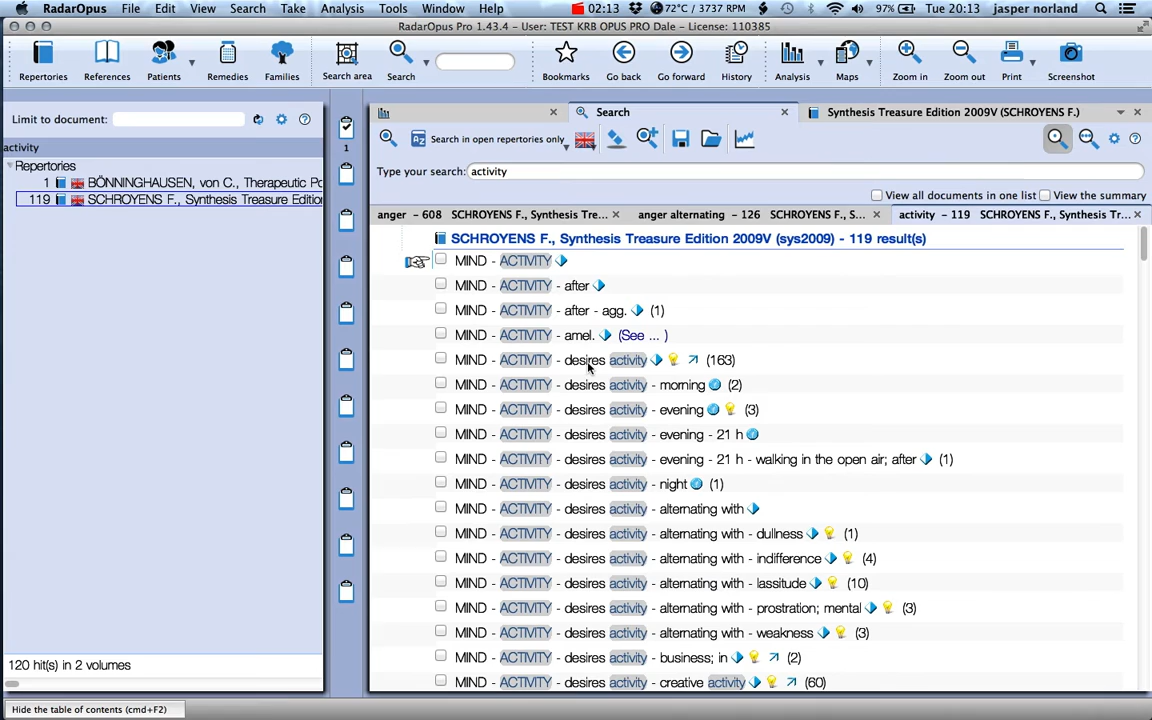 RadarOpus File Edit View Search Take Analysis Tools Window Help 02:13 72°C / 3737 RPM 97% Tue 20:13 jasper norland
RadarOpus Pro 1.43.4 - User: TEST KRB OPUS PRO Dale - License: 110385
Repertories References Patients Remedies Families Search area Search Bookmarks Go back Go forward History Analysis Maps Zoom in Zoom out Print Screenshot
Limit to document:
Search Synthesis Treasure Edition 2009V (SCHROYENS F.)
Search in open repertories only
activity
Repertories
1 BÖNNINGHAUSEN, von C., Therapeutic Po
119 SCHROYENS F., Synthesis Treasure Editio
1
Type your search: activity
View all documents in one list View the summary
anger - 608 SCHROYENS F., Synthesis Tre... anger alternating - 126 SCHROYENS F., S... activity - 119 SCHROYENS F., Synthesis Tr...
SCHROYENS F., Synthesis Treasure Edition 2009V (sys2009) - 119 result(s)
MIND - ACTIVITY
MIND - ACTIVITY - after
MIND - ACTIVITY - after - agg. (1)
MIND - ACTIVITY - amel. (See ... )
MIND - ACTIVITY - desires activity (163)
MIND - ACTIVITY - desires activity - morning (2)
MIND - ACTIVITY - desires activity - evening (3)
MIND - ACTIVITY - desires activity - evening - 21 h
MIND - ACTIVITY - desires activity - evening - 21 h - walking in the open air; after (1)
MIND - ACTIVITY - desires activity - night (1)
MIND - ACTIVITY - desires activity - alternating with
MIND - ACTIVITY - desires activity - alternating with - dullness (1)
MIND - ACTIVITY - desires activity - alternating with - indifference (4)
MIND - ACTIVITY - desires activity - alternating with - lassitude (10)
MIND - ACTIVITY - desires activity - alternating with - prostration; mental (3)
MIND - ACTIVITY - desires activity - alternating with - weakness (3)
MIND - ACTIVITY - desires activity - business; in (2)
MIND - ACTIVITY - desires activity - creative activity (60)
120 hit(s) in 2 volumes
Hide the table of contents (cmd+F2)